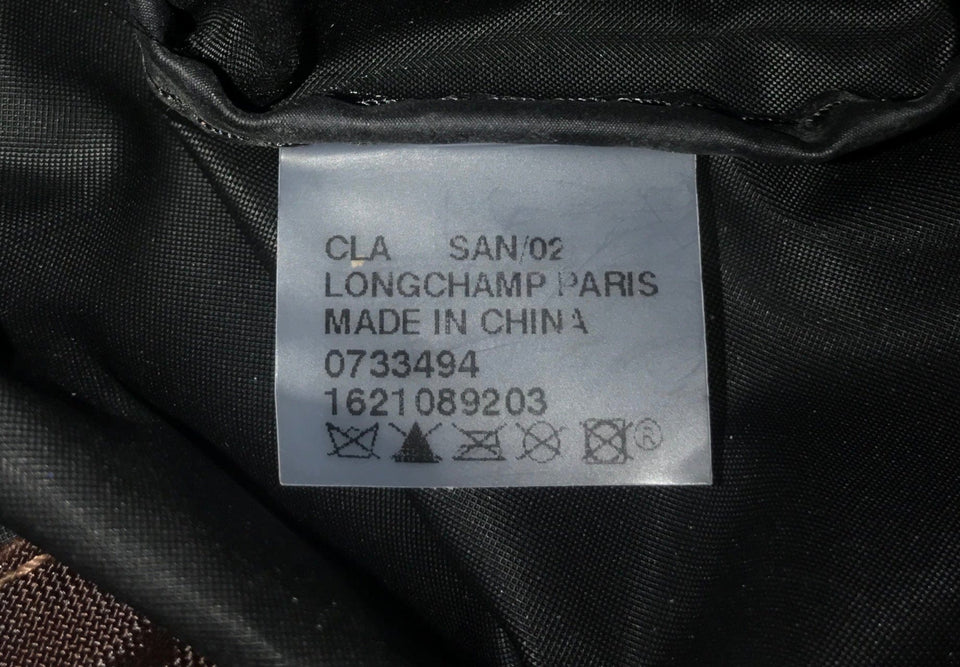 CLA SAN/02
LONGCHAMP PARIS
MADE IN CHINA
0733494
1621089203
®